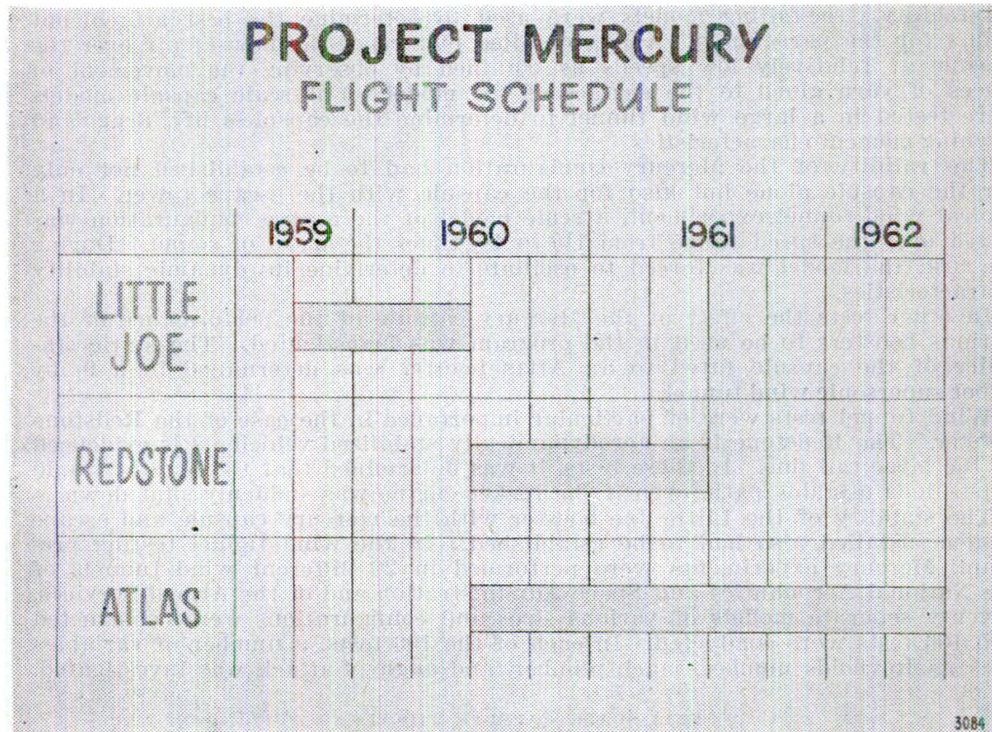 PROJECT MERCURY
FLIGHT SCHEDULE
1959 1960 1961 1962
LITTLE
JOE
REDSTONE
ATLAS
3084